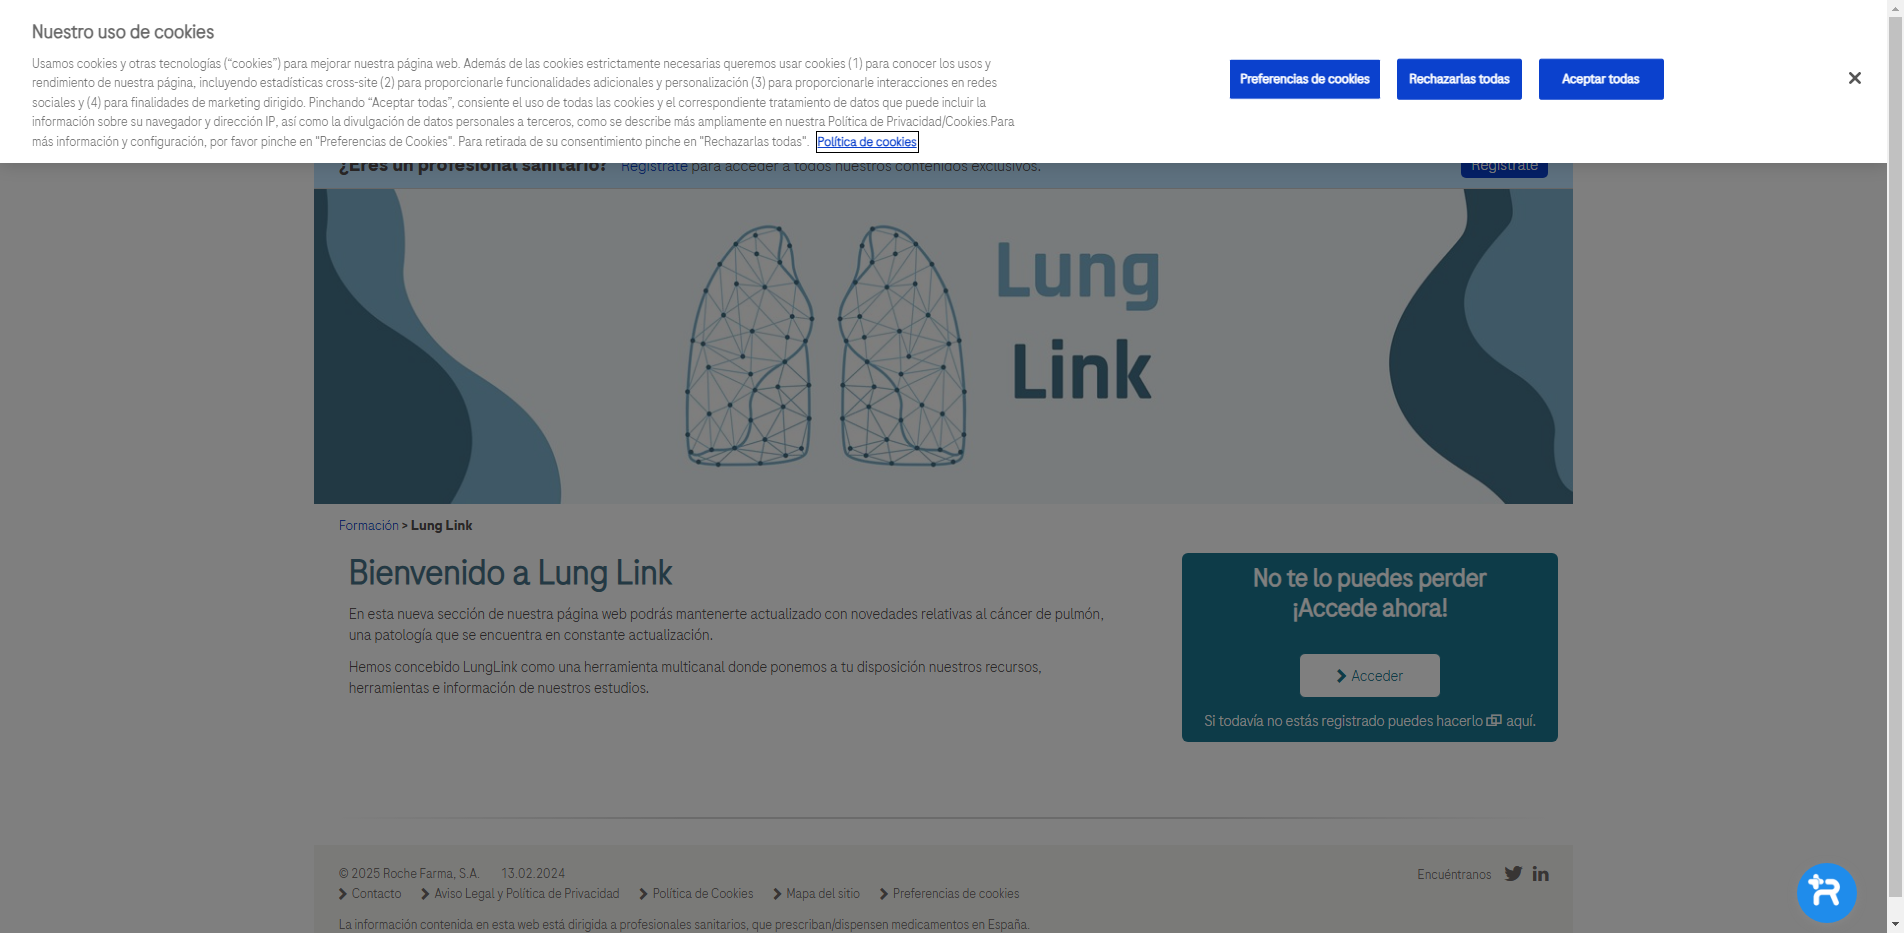 Nuestro uso de cookies
Usamos cookies y otras tecnologías (“cookies”) para mejorar nuestra página web. Además de las cookies estrictamente necesarias queremos usar cookies (1) para conocer los usos y
rendimiento de nuestra página, incluyendo estadísticas cross-site (2) para proporcionarle funcionalidades adicionales y personalización (3) para proporcionarle interacciones en redes
sociales y (4) para finalidades de marketing dirigido. Pinchando “Aceptar todas”, consiente el uso de todas las cookies y el correspondiente tratamiento de datos que puede incluir la
información sobre su navegador y dirección IP, así como la divulgación de datos personales a terceros, como se describe más ampliamente en nuestra Política de Privacidad/Cookies.Para
más información y configuración, por favor pinche en "Preferencias de Cookies". Para retirada de su consentimiento pinche en "Rechazarlas todas". Política de cookies
Preferencias de cookies
Rechazarlas todas
Aceptar todas
¿Eres un profesional sanitario? Regístrate para acceder a todos nuestros contenidos exclusivos.
Regístrate
Lung
Link
Formación > Lung Link
Bienvenido a Lung Link
En esta nueva sección de nuestra página web podrás mantenerte actualizado con novedades relativas al cáncer de pulmón,
una patología que se encuentra en constante actualización.
Hemos concebido LungLink como una herramienta multicanal donde ponemos a tu disposición nuestros recursos,
herramientas e información de nuestros estudios.
No te lo puedes perder
¡Accede ahora!
Acceder
Si todavía no estás registrado puedes hacerlo aquí.
© 2025 Roche Farma, S.A. 13.02.2024
Encuéntranos
Contacto Aviso Legal y Política de Privacidad Política de Cookies Mapa del sitio Preferencias de cookies
La información contenida en esta web está dirigida a profesionales sanitarios, que prescriban/dispensen medicamentos en España.